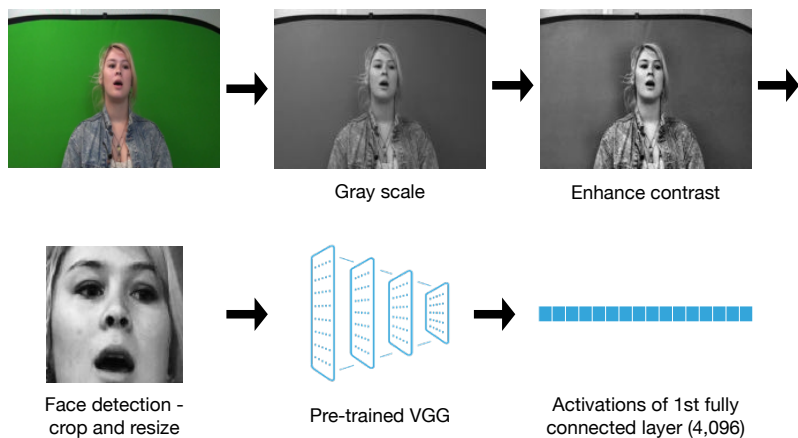 Gray scale
Enhance contrast
Face detection -
crop and resize
Pre-trained VGG
Activations of 1st fully
connected layer (4,096)